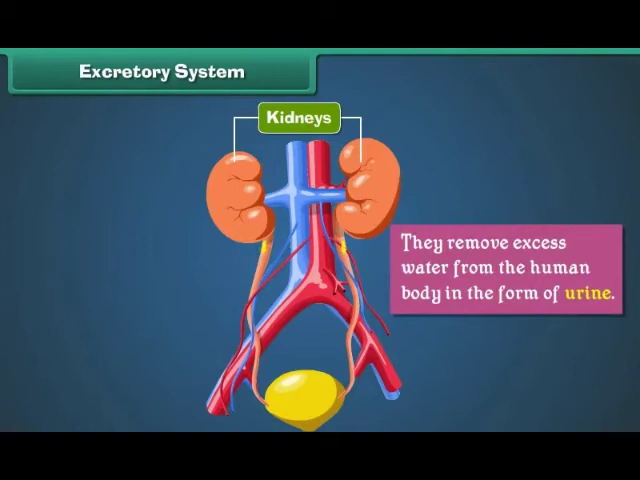 Excretory System
Kidneys
They remove excess
water from the human
body in the form of urine.